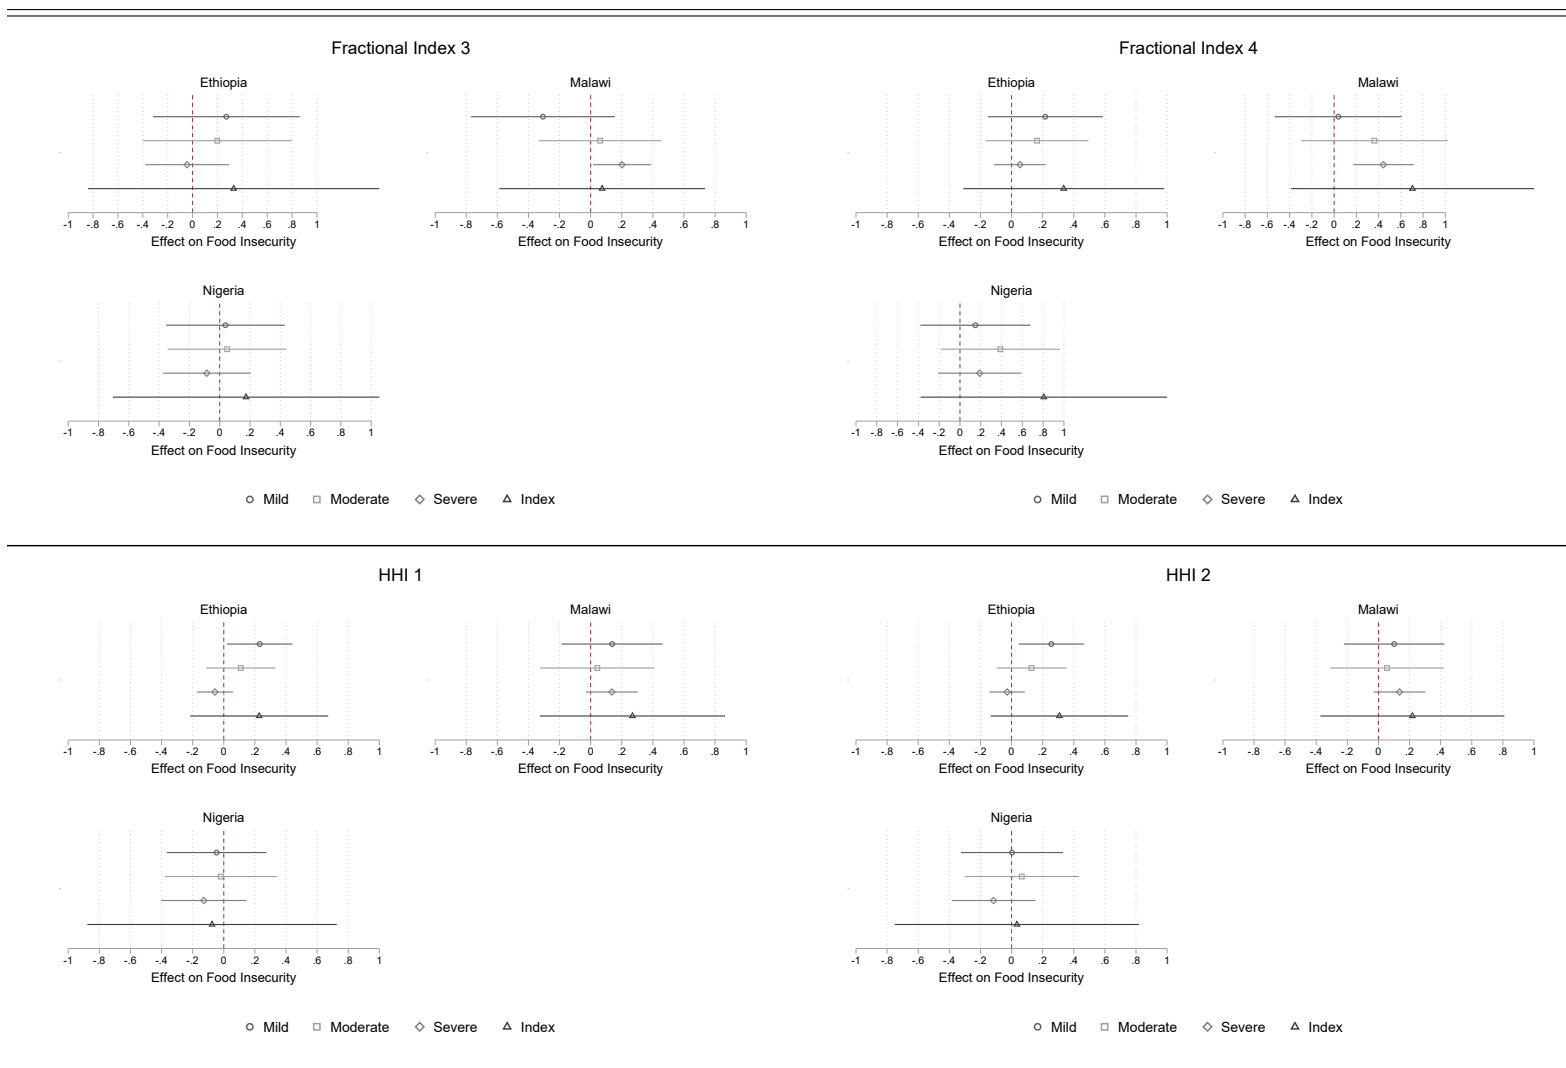 Fractional Index 3
Ethiopia
-1 -.8 -.6 -.4 -.2 0 .2 .4 .6 .8 1
Effect on Food Insecurity
Malawi
-1 -.8 -.6 -.4 -.2 0 .2 .4 .6 .8 1
Effect on Food Insecurity
Nigeria
-1 -.8 -.6 -.4 -.2 0 .2 .4 .6 .8 1
Effect on Food Insecurity
Mild Moderate Severe Index
Fractional Index 4
Ethiopia
-1 -.8 -.6 -.4 -.2 0 .2 .4 .6 .8 1
Effect on Food Insecurity
Malawi
-1 -.8 -.6 -.4 -.2 0 .2 .4 .6 .8 1
Effect on Food Insecurity
Nigeria
-1 -.8 -.6 -.4 -.2 0 .2 .4 .6 .8 1
Effect on Food Insecurity
Mild Moderate Severe Index
HHI 1
Ethiopia
-1 -.8 -.6 -.4 -.2 0 .2 .4 .6 .8 1
Effect on Food Insecurity
Malawi
-1 -.8 -.6 -.4 -.2 0 .2 .4 .6 .8 1
Effect on Food Insecurity
Nigeria
-1 -.8 -.6 -.4 -.2 0 .2 .4 .6 .8 1
Effect on Food Insecurity
Mild Moderate Severe Index
HHI 2
Ethiopia
-1 -.8 -.6 -.4 -.2 0 .2 .4 .6 .8 1
Effect on Food Insecurity
Malawi
-1 -.8 -.6 -.4 -.2 0 .2 .4 .6 .8 1
Effect on Food Insecurity
Nigeria
-1 -.8 -.6 -.4 -.2 0 .2 .4 .6 .8 1
Effect on Food Insecurity
Mild Moderate Severe Index